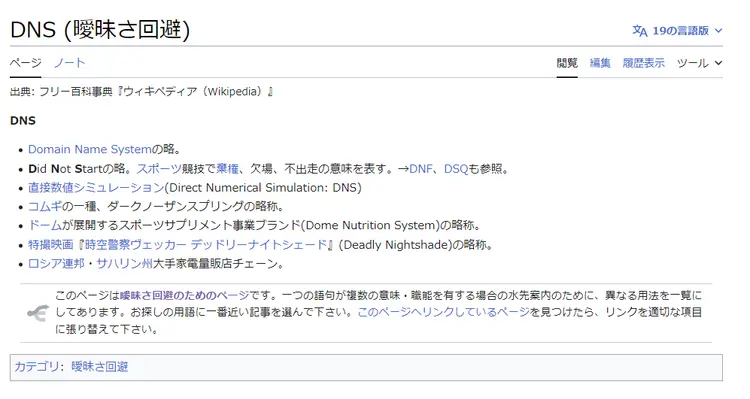 DNS (曖昧さ回避)
19の言語版
ページ ノート 閲覧 編集 履歴表示 ツール
出典: フリー百科事典『ウィキペディア（Wikipedia）』
DNS
Domain Name Systemの略。
Did Not Startの略。スポーツ競技で棄権、欠場、不出走の意味を表す。→DNF、DSQも参照。
直接数値シミュレーション(Direct Numerical Simulation: DNS)
コムギの一種、ダークノーザンスプリングの略称。
ドームが展開するスポーツサプリメント事業ブランド(Dome Nutrition System)の略称。
特撮映画『時空警察ヴェッカー デッドリーナイトシェード』(Deadly Nightshade)の略称。
ロシア連邦・サハリン州大手家電量販店チェーン。
このページは曖昧さ回避のためのページです。一つの語句が複数の意味・職能を有する場合の水先案内のために、異なる用法を一覧に
してあります。お探しの用語に一番近い記事を選んで下さい。このページへリンクしているページを見つけたら、リンクを適切な項目
に張り替えて下さい。
カテゴリ: 曖昧さ回避